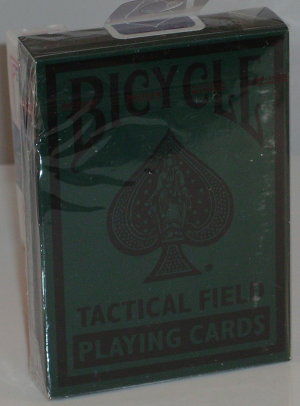 BICYCLE
®
TACTICAL FIELD
PLAYING CARDS